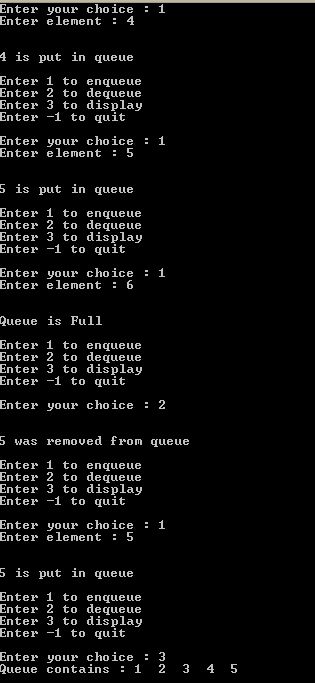 Enter your choice : 1
Enter element : 4
4 is put in queue
Enter 1 to enqueue
Enter 2 to dequeue
Enter 3 to display
Enter -1 to quit
Enter your choice : 1
Enter element : 5
5 is put in queue
Enter 1 to enqueue
Enter 2 to dequeue
Enter 3 to display
Enter -1 to quit
Enter your choice : 1
Enter element : 6
Queue is Full
Enter 1 to enqueue
Enter 2 to dequeue
Enter 3 to display
Enter -1 to quit
Enter your choice : 2
5 was removed from queue
Enter 1 to enqueue
Enter 2 to dequeue
Enter 3 to display
Enter -1 to quit
Enter your choice : 1
Enter element : 5
5 is put in queue
Enter 1 to enqueue
Enter 2 to dequeue
Enter 3 to display
Enter -1 to quit
Enter your choice : 3
Queue contains : 1 2 3 4 5